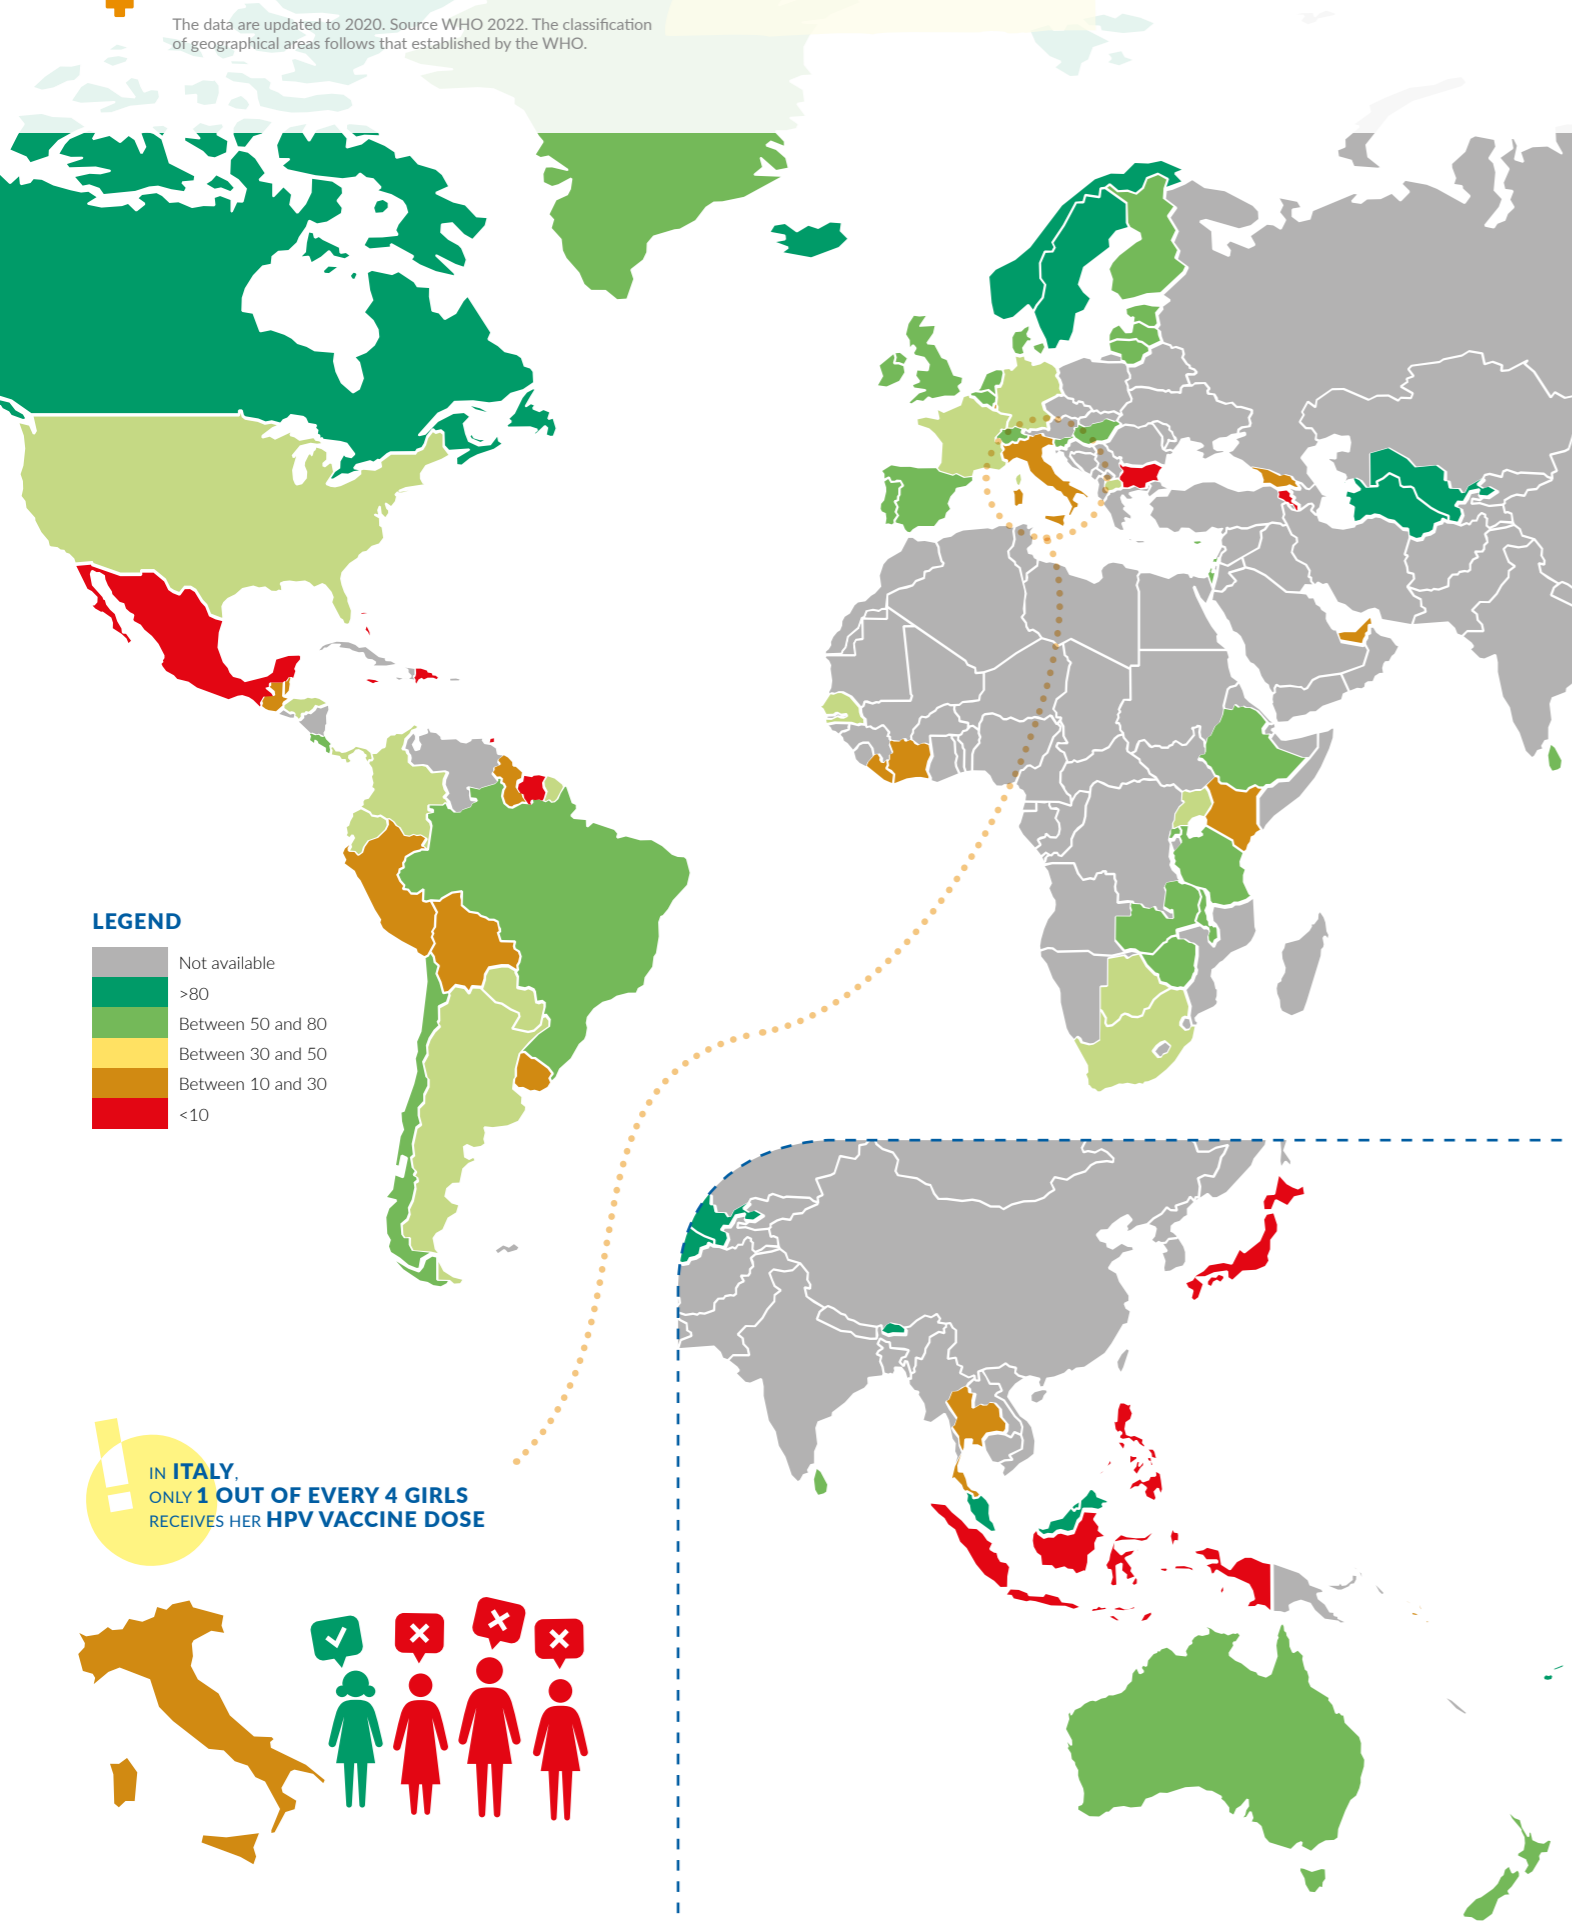 The data are updated to 2020. Source WHO 2022. The classification
of geographical areas follows that established by the WHO.
LEGEND
Not available
>80
Between 50 and 80
Between 30 and 50
Between 10 and 30
<10
IN ITALY,
ONLY 1 OUT OF EVERY 4 GIRLS
RECEIVES HER HPV VACCINE DOSE